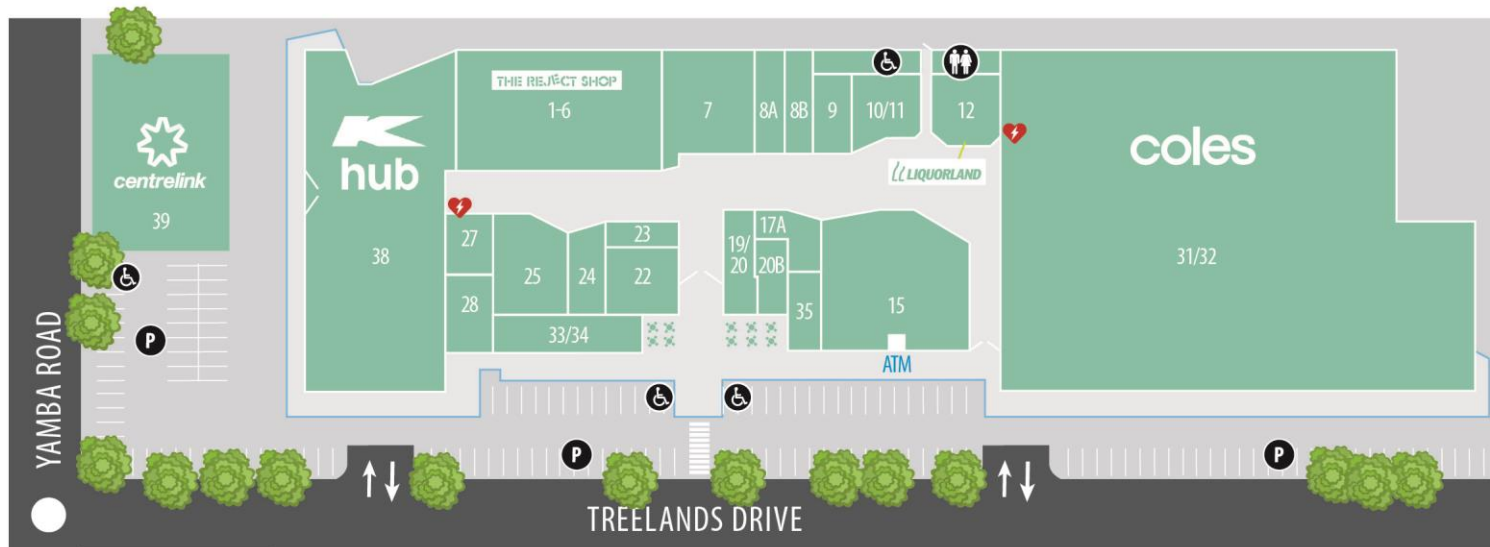 THE REJECT SHOP
1-6
7
8A
8B
9
10/11
12
LIQUORLAND
hub
38
coles
31/32
centrelink
39
27
28
25
24
23
22
33/34
19/
20
17A
20B
35
15
ATM
P
P
P
YAMBA ROAD
TREELANDS DRIVE